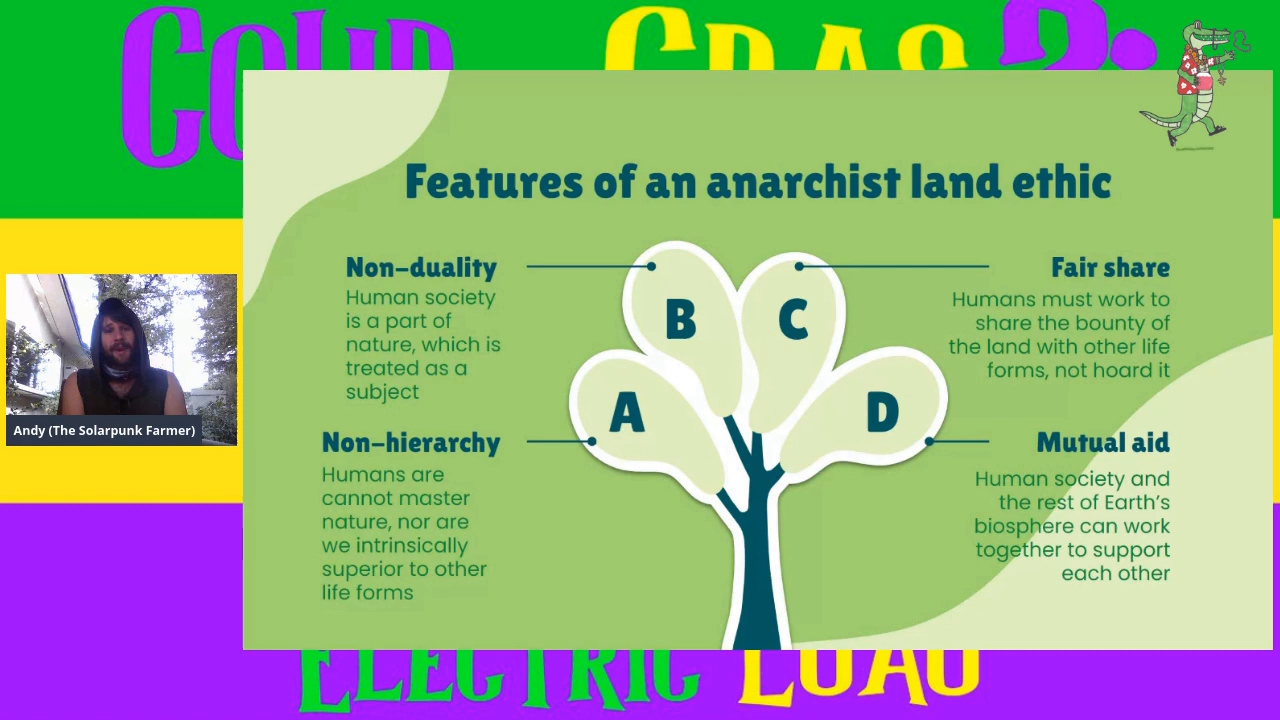 Features of an anarchist land ethic
Non-duality
Human society
is a part of
nature, which is
treated as a
subject
Non-hierarchy
Humans are
cannot master
nature, nor are
we intrinsically
superior to other
life forms
A
B
C
D
Fair share
Humans must work to
share the bounty of
the land with other life
forms, not hoard it
Mutual aid
Human society and
the rest of Earth's
biosphere can work
together to support
each other
Andy (The Solarpunk Farmer)
ELECTRIC LUAU